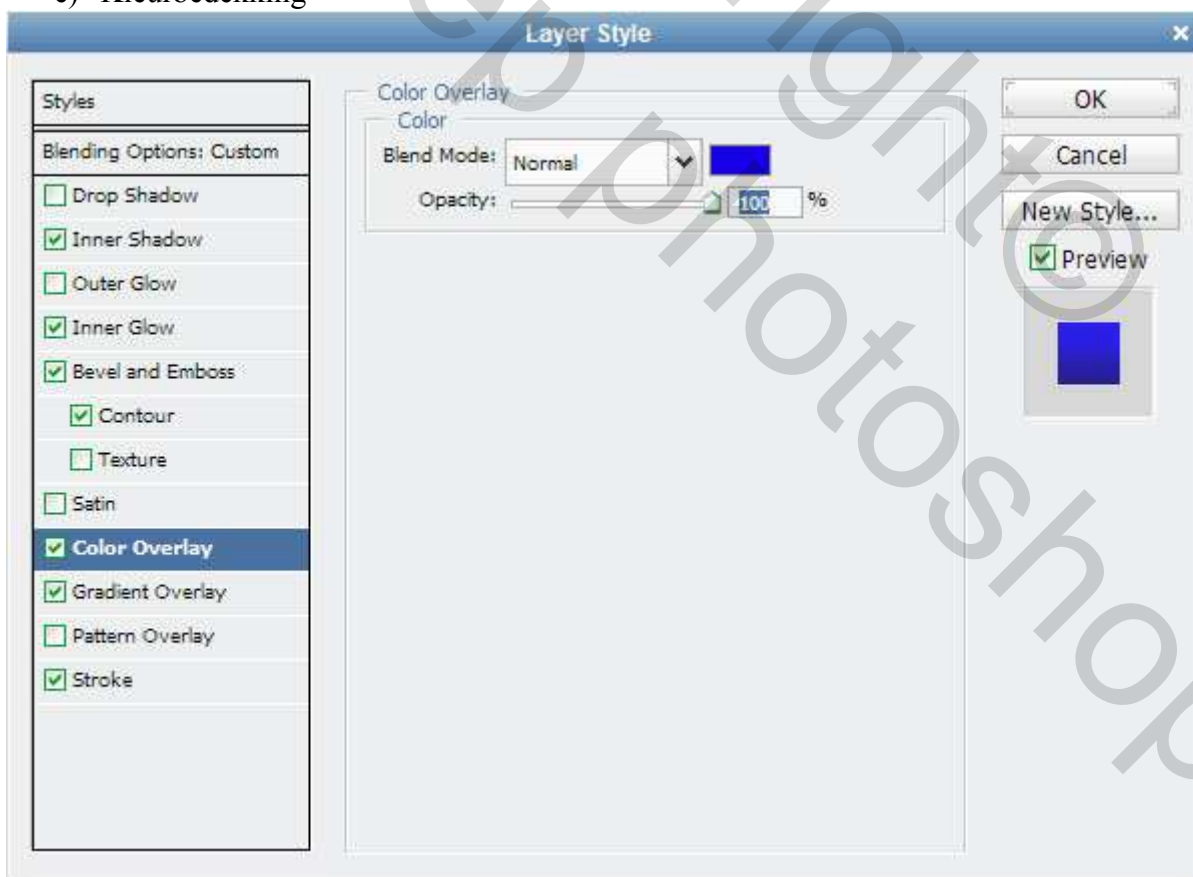 Kleurbedekking
Layer Style
Styles
Blending Options: Custom
Drop Shadow
Inner Shadow
Outer Glow
Inner Glow
Bevel and Emboss
Contour
Texture
Satin
Color Overlay
Gradient Overlay
Pattern Overlay
Stroke
Color Overlay
Color
Blend Mode: Normal
Opacity: 100 %
OK
Cancel
New Style...
Preview
©
photoshop